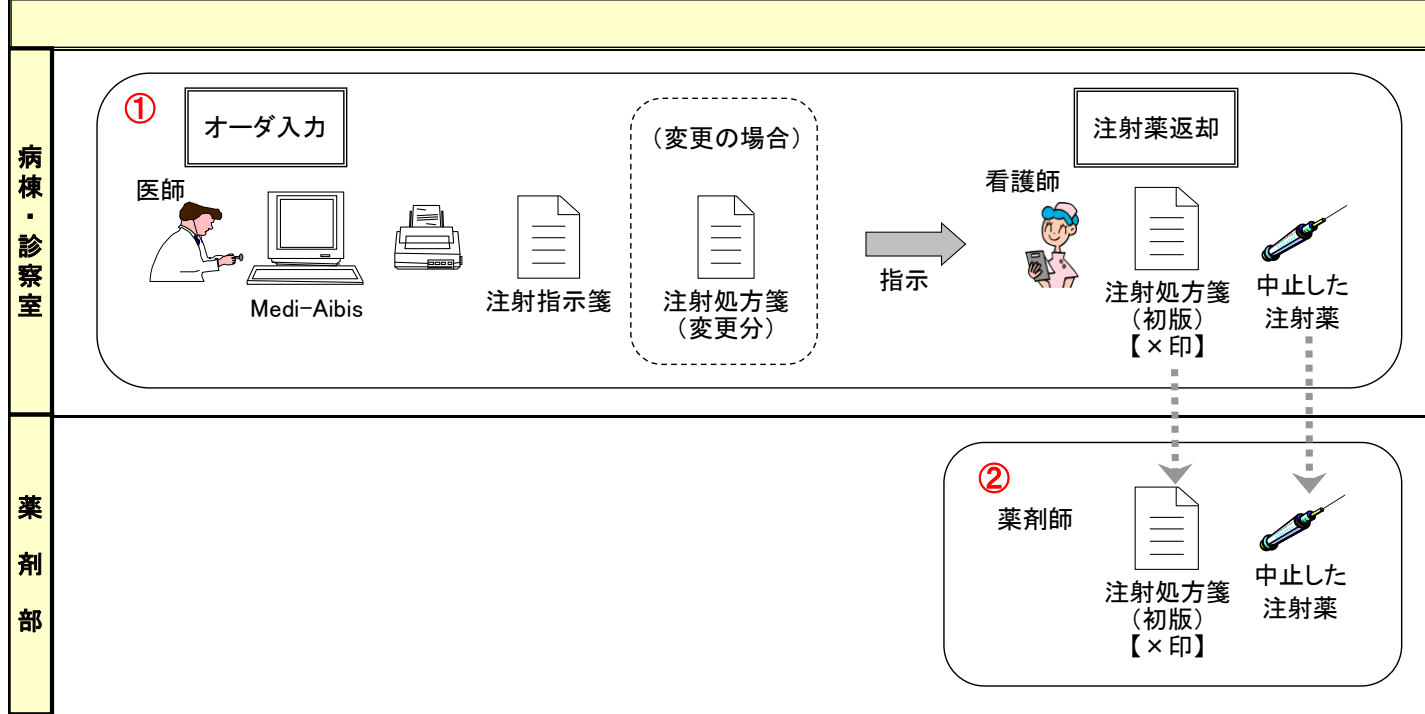 病棟・診察室
①
オーダ入力
医師
Medi-Aibis
注射指示箋
（変更の場合）
注射処方箋
（変更分）
指示
注射薬返却
看護師
注射処方箋
（初版）
【×印】
中止した
注射薬
薬剤部
②
薬剤師
注射処方箋
（初版）
【×印】
中止した
注射薬